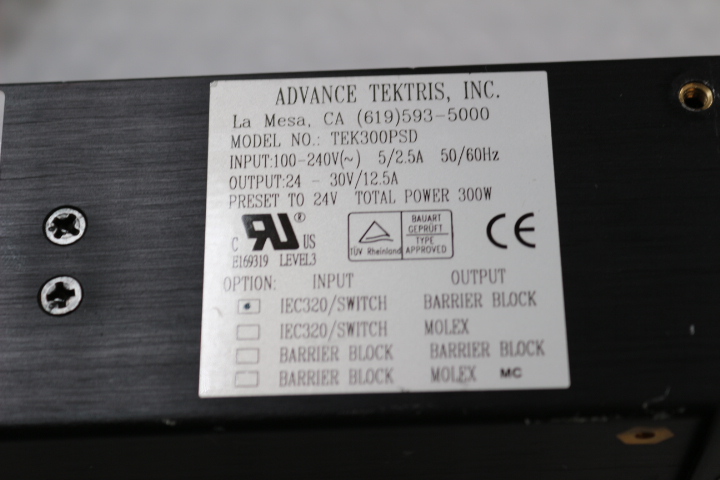 ADVANCE TEKTRIS, INC.
La Mesa, CA (619)593-5000
MODEL NO.: TEK300PSD
INPUT:100-240V(~) 5/2.5A 50/60Hz
OUTPUT:24 - 30V/12.5A
PRESET TO 24V TOTAL POWER 300W
C RU ® US
E169319 LEVEL3
TÜV Rheinland
BAUART
GEPRÜFT
TYPE
APPROVED
CE
OPTION: INPUT OUTPUT
IEC320/SWITCH BARRIER BLOCK
IEC320/SWITCH MOLEX
BARRIER BLOCK BARRIER BLOCK
BARRIER BLOCK MOLEX MC